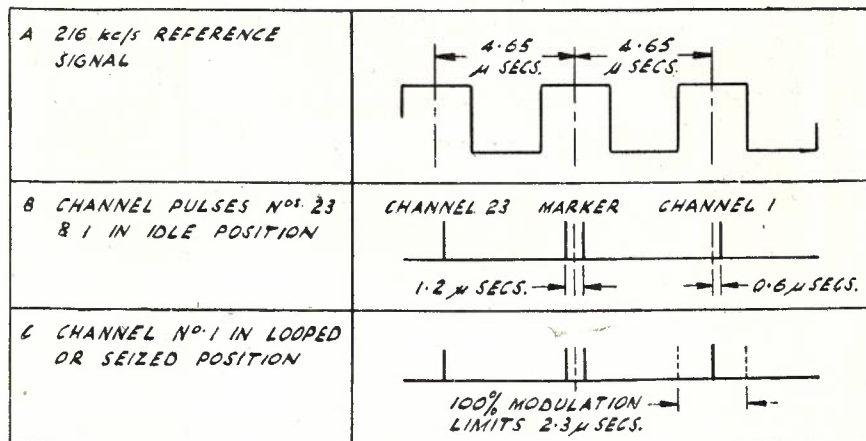 A 216 kc/s REFERENCE
SIGNAL
4.65
μ SECS.
4.65
μ SECS.
B CHANNEL PULSES Nos. 23
& 1 IN IDLE POSITION
CHANNEL 23 MARKER CHANNEL 1
1.2 μ SECS.
0.6 μ SECS.
C CHANNEL No. 1 IN LOOPED
OR SEIZED POSITION
100% MODULATION
LIMITS 2.3 μ SECS.